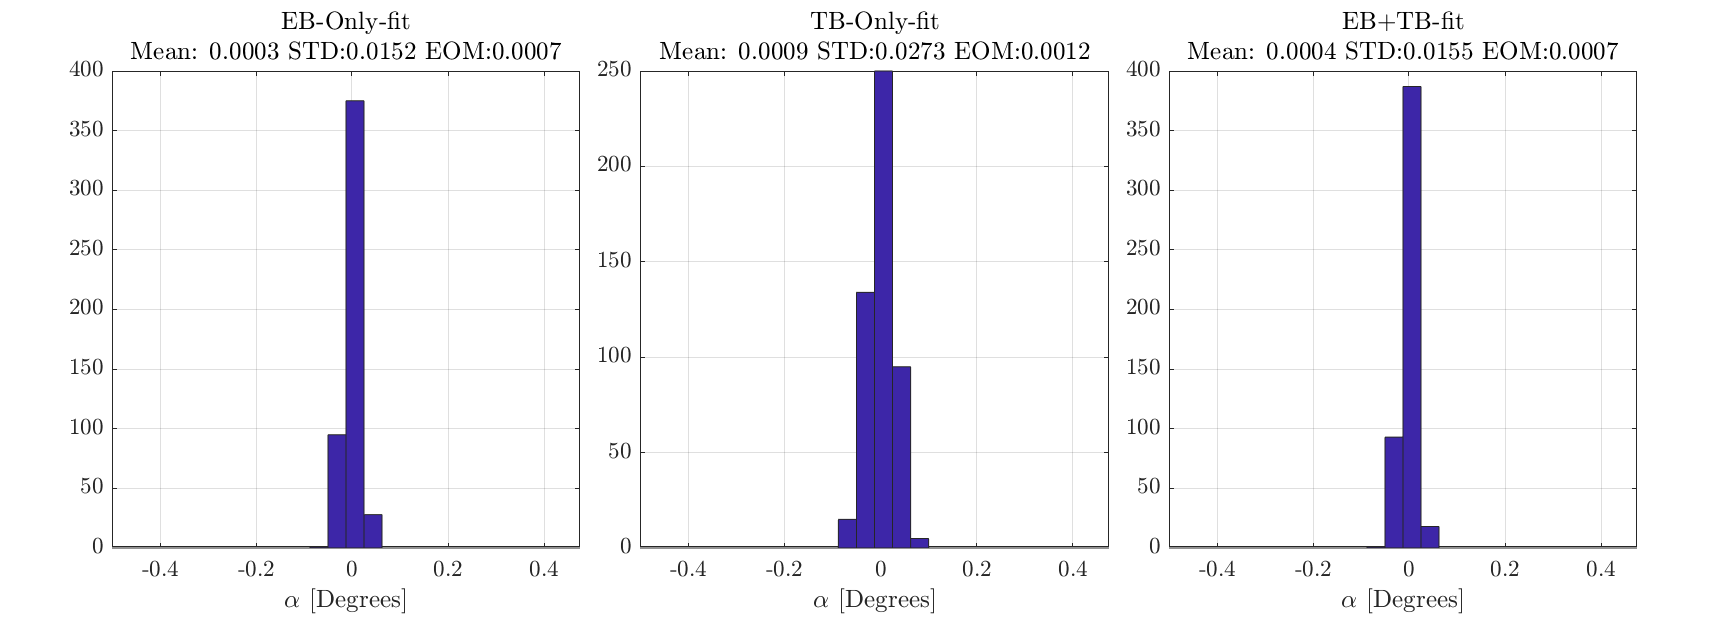 EB-Only-fit
Mean: 0.0003 STD:0.0152 EOM:0.0007
400
350
300
250
200
150
100
50
0
-0.4 -0.2 0 0.2 0.4
α [Degrees]
TB-Only-fit
Mean: 0.0009 STD:0.0273 EOM:0.0012
250
200
150
100
50
0
-0.4 -0.2 0 0.2 0.4
α [Degrees]
EB+TB-fit
Mean: 0.0004 STD:0.0155 EOM:0.0007
400
350
300
250
200
150
100
50
0
-0.4 -0.2 0 0.2 0.4
α [Degrees]